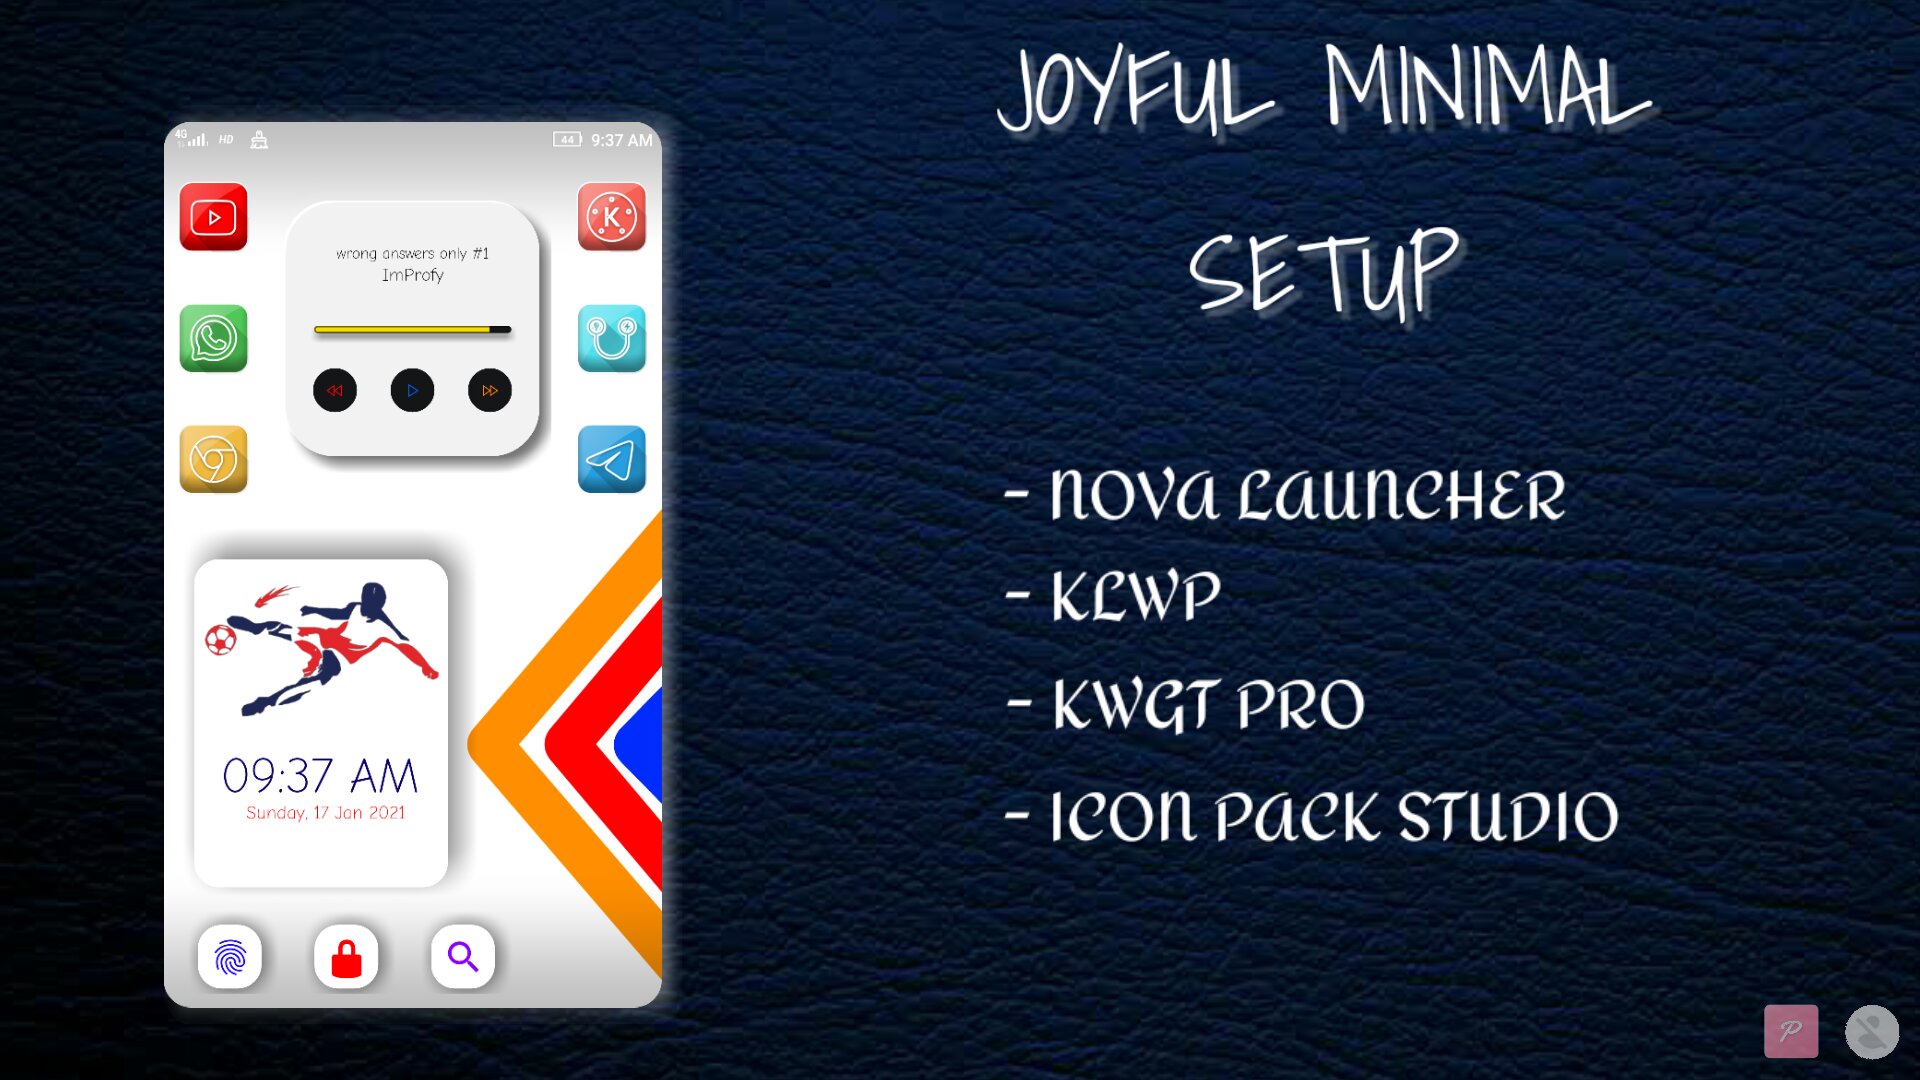 JOYFUL MINIMAL
SETUP
4G HD 44 9:37 AM
wrong answers only #1
ImProfy
K
09:37 AM
Sunday, 17 Jan 2021
- NOVA LAUNCHER
- KLWP
- KWGT PRO
- ICON PACK STUDIO
P